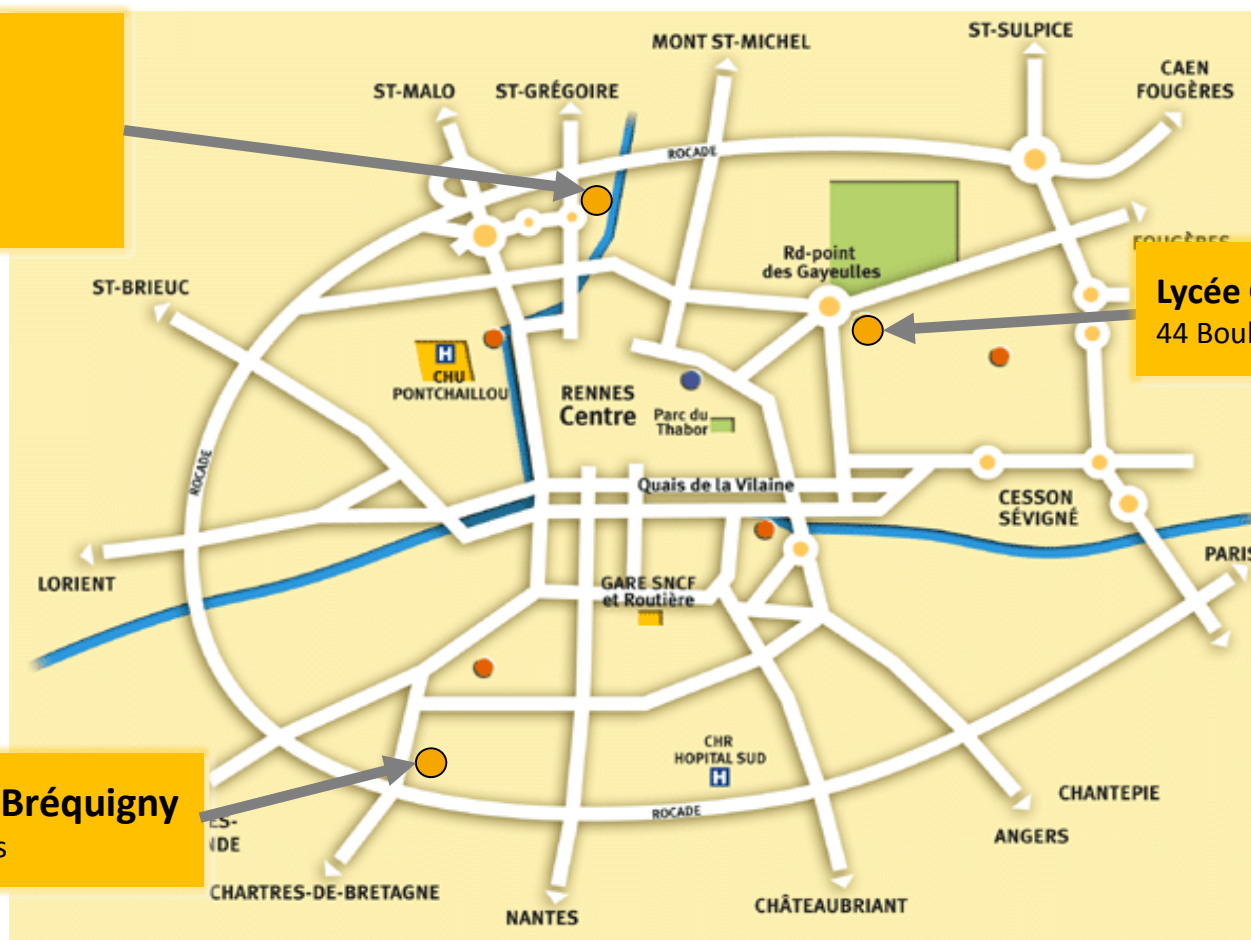 ST-SULPICE
MONT ST-MICHEL
CAEN
FOUGÈRES
ST-MALO
ST-GRÉGOIRE
ROCADE
Rd-point
des Gayeulles
Lycée
44
ST-BRIEUC
H
CHU
PONTCHAILLOU
RENNES
Centre
Parc du
Thabor
ROCADE
Quais de la Vilaine
CESSON
SÉVIGNÉ
LORIENT
GARE SNCF
et Routière
CHR
HOPITAL SUD
H
Bréquigny
ROCADE
CHANTEPIE
ANGERS
CHARTRES-DE-BRETAGNE
NANTES
CHÂTEAUBRIANT